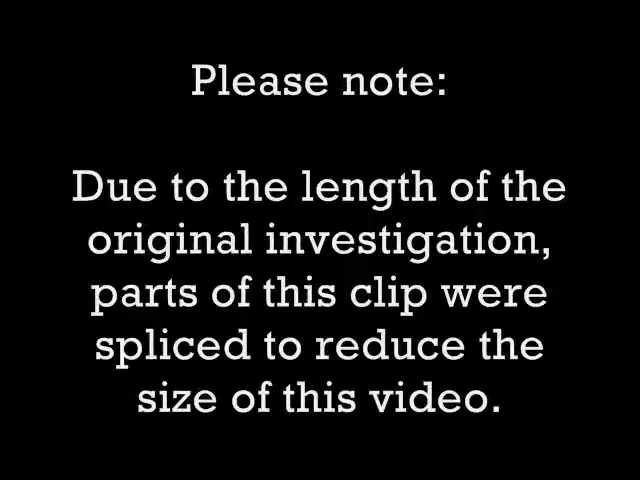 Please note:
Due to the length of the
original investigation,
parts of this clip were
spliced to reduce the
size of this video.